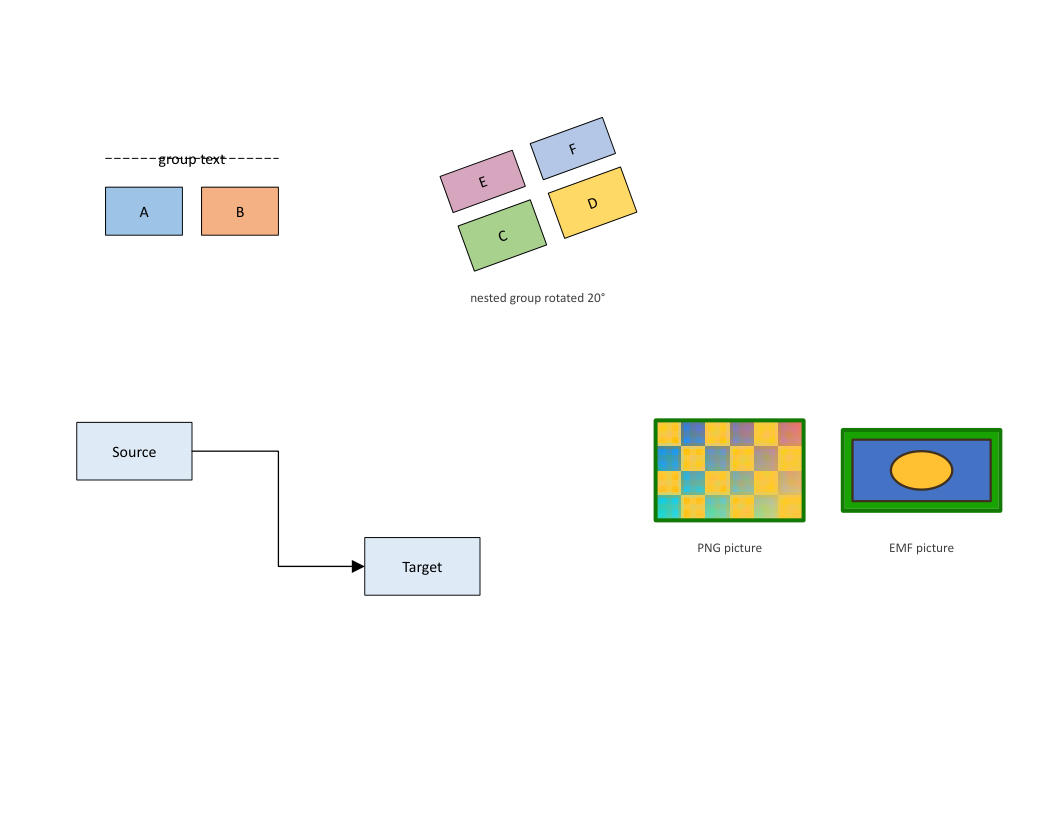 group text
A
B
E
F
C
D
nested group rotated 20°
Source
Target
PNG picture
EMF picture